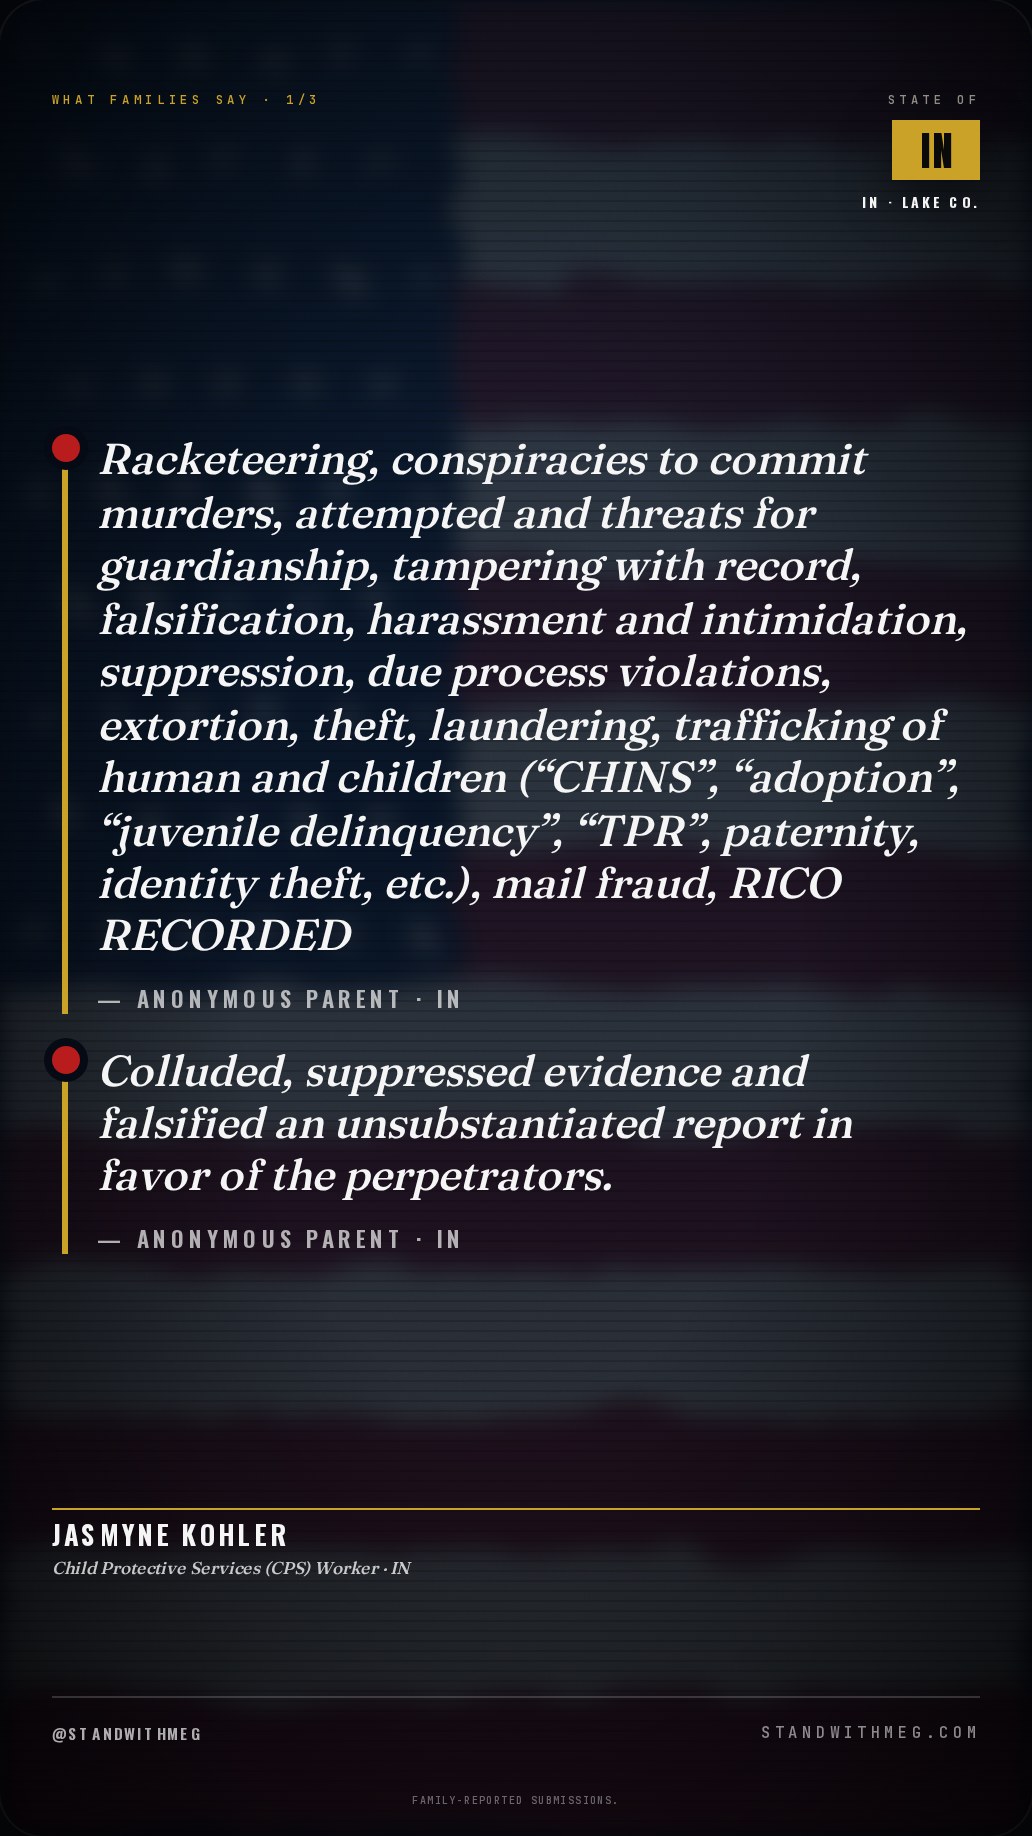 WHAT FAMILIES SAY · 1/3
STATE OF
IN
IN · LAKE CO.
Racketeering, conspiracies to commit
murders, attempted and threats for
guardianship, tampering with record,
falsification, harassment and intimidation,
suppression, due process violations,
extortion, theft, laundering, trafficking of
human and children (“CHINS”, “adoption”,
“juvenile delinquency”, “TPR”, paternity,
identity theft, etc.), mail fraud, RICO
RECORDED
— ANONYMOUS PARENT · IN
Colluded, suppressed evidence and
falsified an unsubstantiated report in
favor of the perpetrators.
— ANONYMOUS PARENT · IN
JASMYNE KOHLER
Child Protective Services (CPS) Worker · IN
@STANDWITHMEG
STANDWITHMEG.COM
FAMILY-REPORTED SUBMISSIONS.